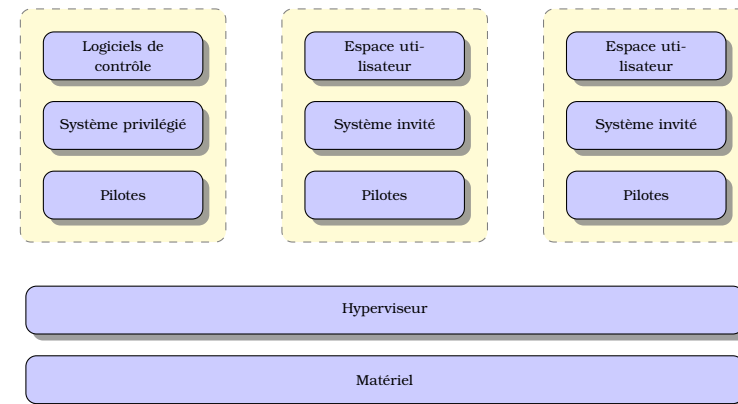 Logiciels de
contrôle
Système privilégié
Pilotes
Espace uti-
lisateur
Système invité
Pilotes
Espace uti-
lisateur
Système invité
Pilotes
Hyperviseur
Matériel